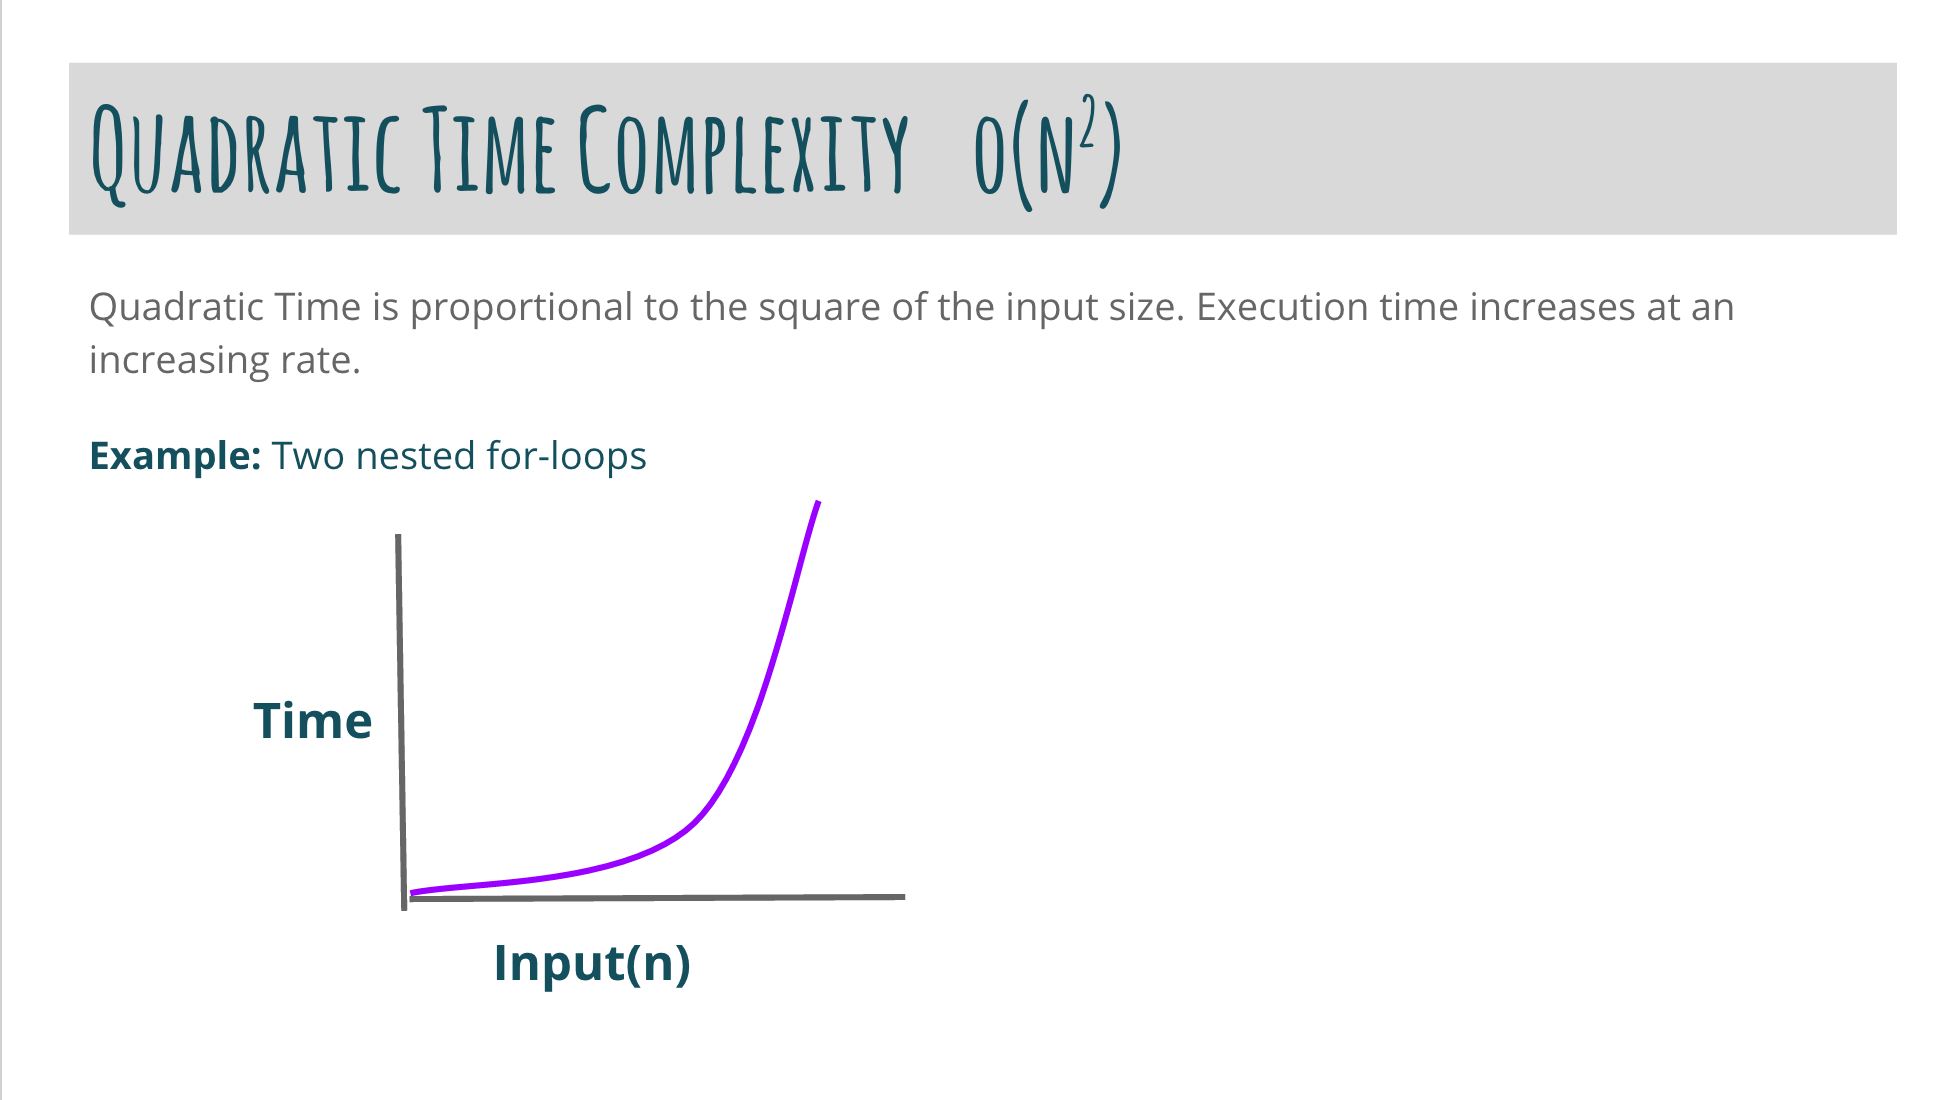 Quadratic Time Complexity O(N²)
Quadratic Time is proportional to the square of the input size. Execution time increases at an
increasing rate.
Example: Two nested for-loops
Time
Input(n)